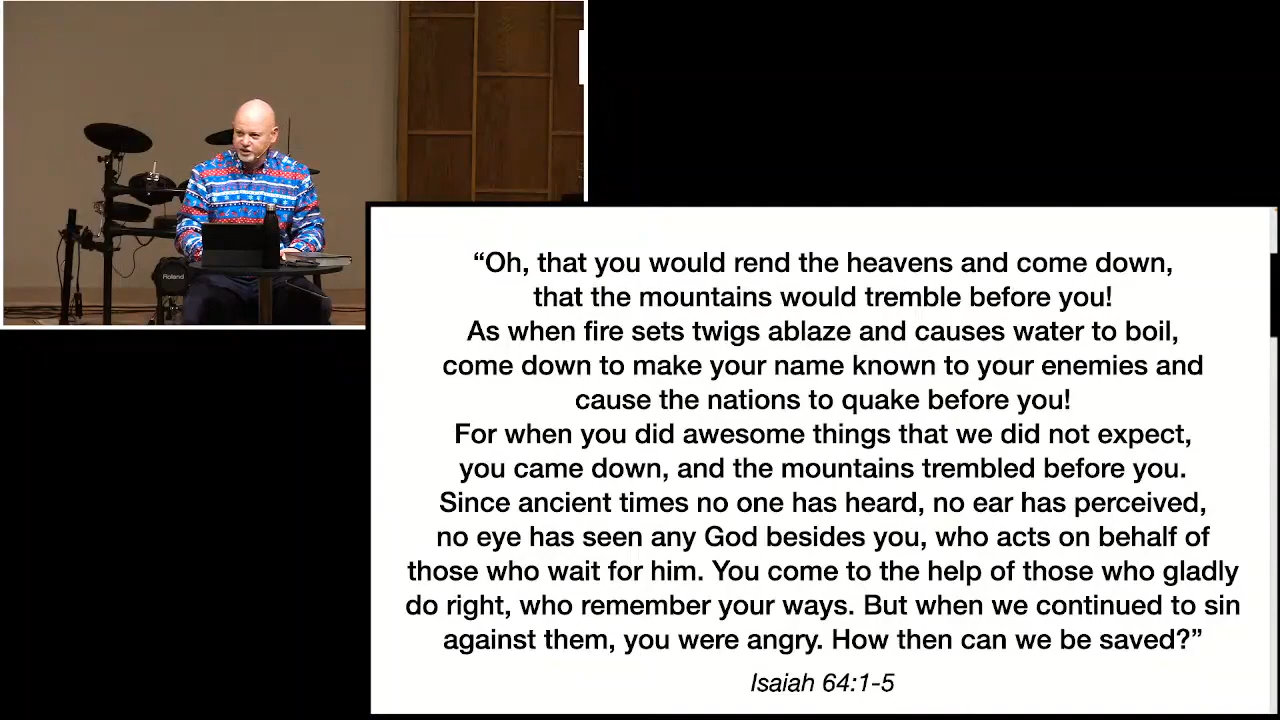 Roland
“Oh, that you would rend the heavens and come down,
that the mountains would tremble before you!
As when fire sets twigs ablaze and causes water to boil,
come down to make your name known to your enemies and
cause the nations to quake before you!
For when you did awesome things that we did not expect,
you came down, and the mountains trembled before you.
Since ancient times no one has heard, no ear has perceived,
no eye has seen any God besides you, who acts on behalf of
those who wait for him. You come to the help of those who gladly
do right, who remember your ways. But when we continued to sin
against them, you were angry. How then can we be saved?”
Isaiah 64:1-5